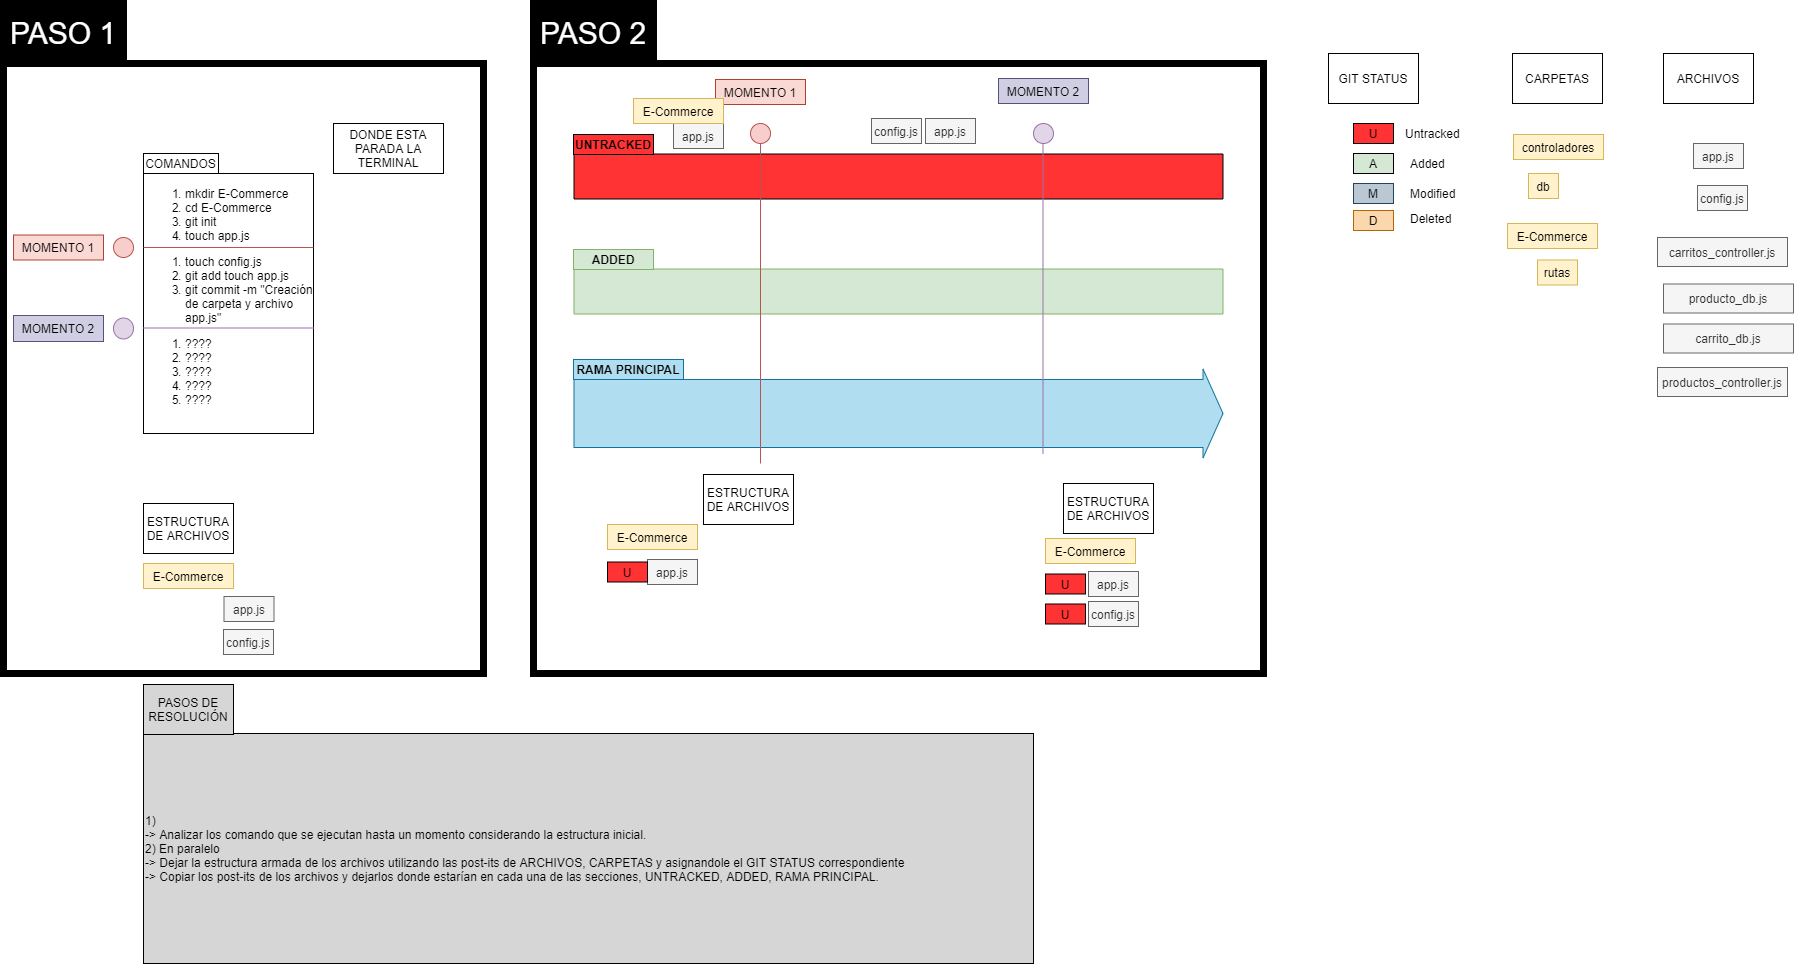 PASO 1
MOMENTO 1
MOMENTO 2
COMANDOS
1. mkdir E-Commerce
2. cd E-Commerce
3. git init
4. touch app.js
1. touch config.js
2. git add touch app.js
3. git commit -m "Creación
de carpeta y archivo
app.js"
1. ????
2. ????
3. ????
4. ????
5. ????
DONDE ESTA
PARADA LA
TERMINAL
ESTRUCTURA
DE ARCHIVOS
E-Commerce
app.js
config.js
PASO 2
MOMENTO 1
E-Commerce
app.js
config.js
app.js
MOMENTO 2
UNTRACKED
ADDED
RAMA PRINCIPAL
ESTRUCTURA
DE ARCHIVOS
E-Commerce
U app.js
ESTRUCTURA
DE ARCHIVOS
E-Commerce
U app.js
U config.js
GIT STATUS
U Untracked
A Added
M Modified
D Deleted
CARPETAS
controladores
db
E-Commerce
rutas
ARCHIVOS
app.js
config.js
carritos_controller.js
producto_db.js
carrito_db.js
productos_controller.js
PASOS DE
RESOLUCIÓN
1)
-> Analizar los comando que se ejecutan hasta un momento considerando la estructura inicial.
2) En paralelo
-> Dejar la estructura armada de los archivos utilizando las post-its de ARCHIVOS, CARPETAS y asignandole el GIT STATUS correspondiente
-> Copiar los post-its de los archivos y dejarlos donde estarían en cada una de las secciones, UNTRACKED, ADDED, RAMA PRINCIPAL.